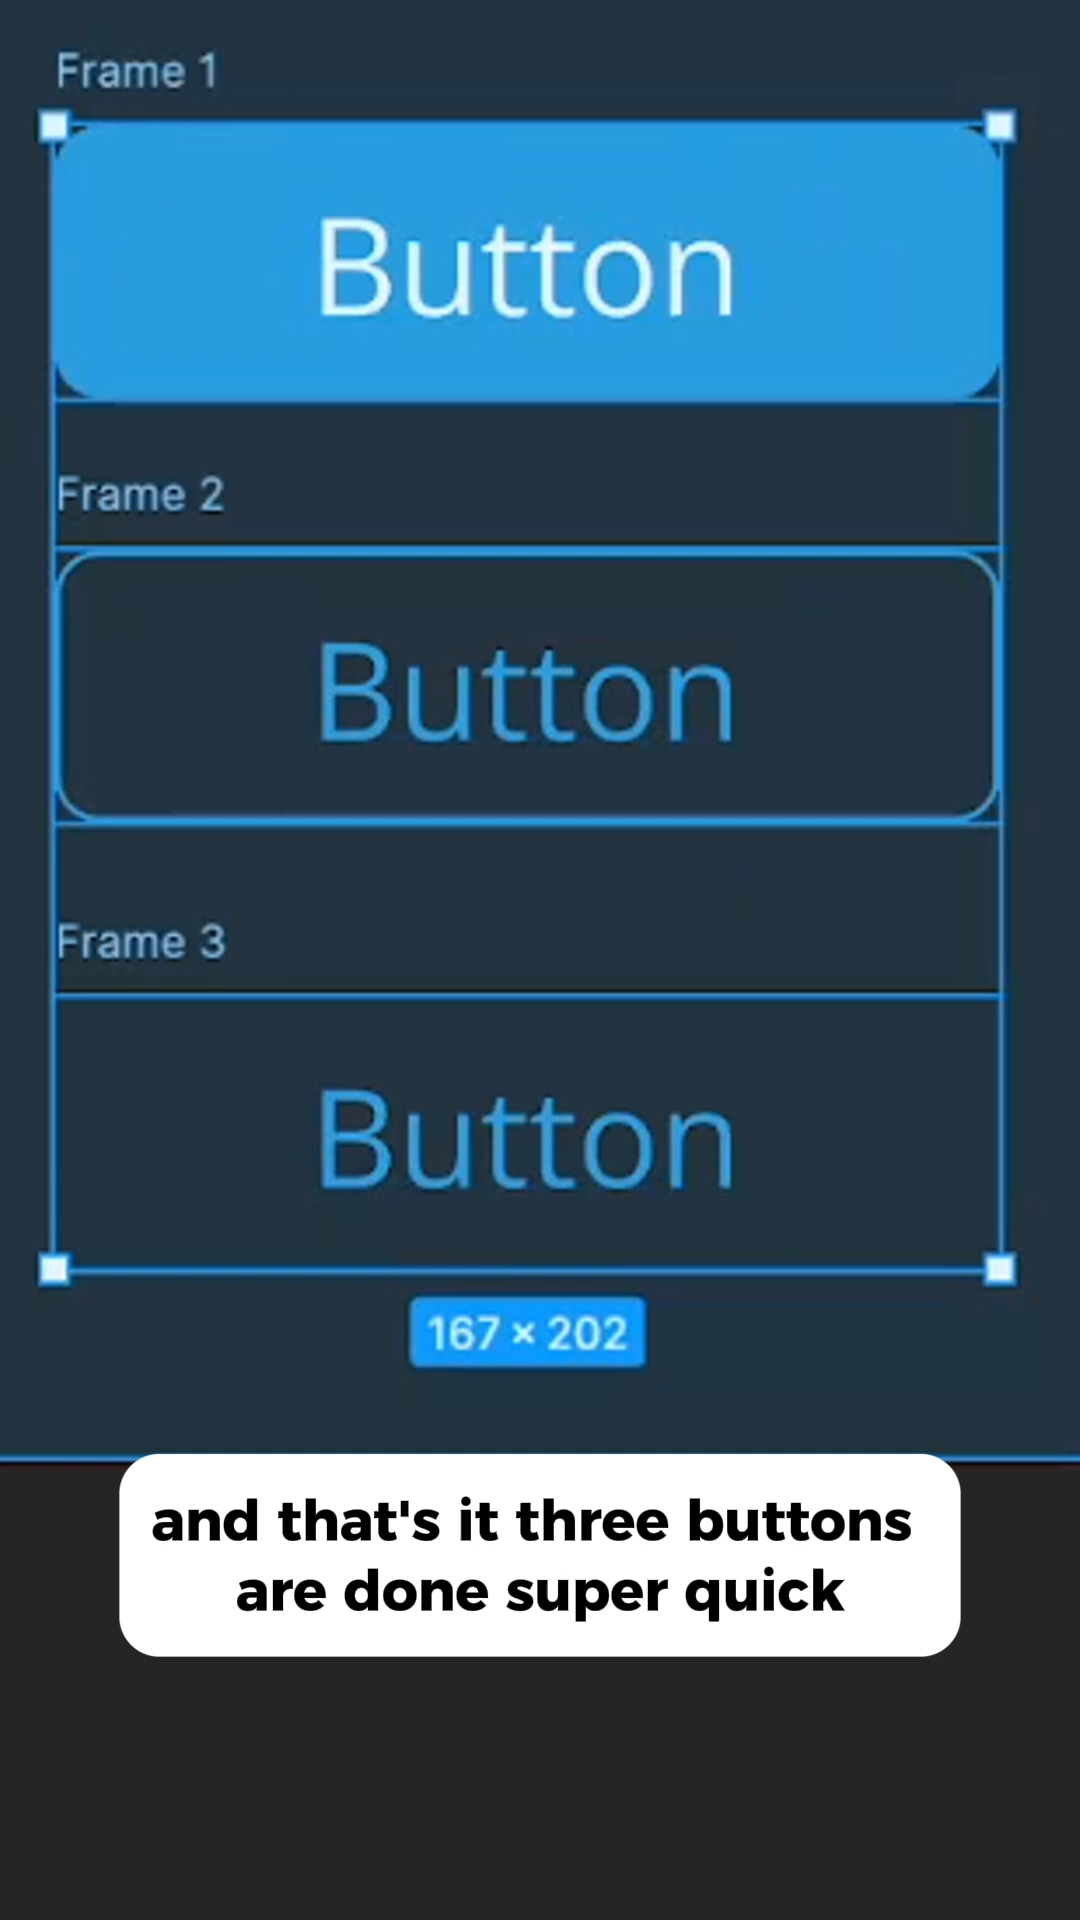 Frame 1
Button
Frame 2
Button
Frame 3
Button
167 × 202
and that's it three buttons
are done super quick